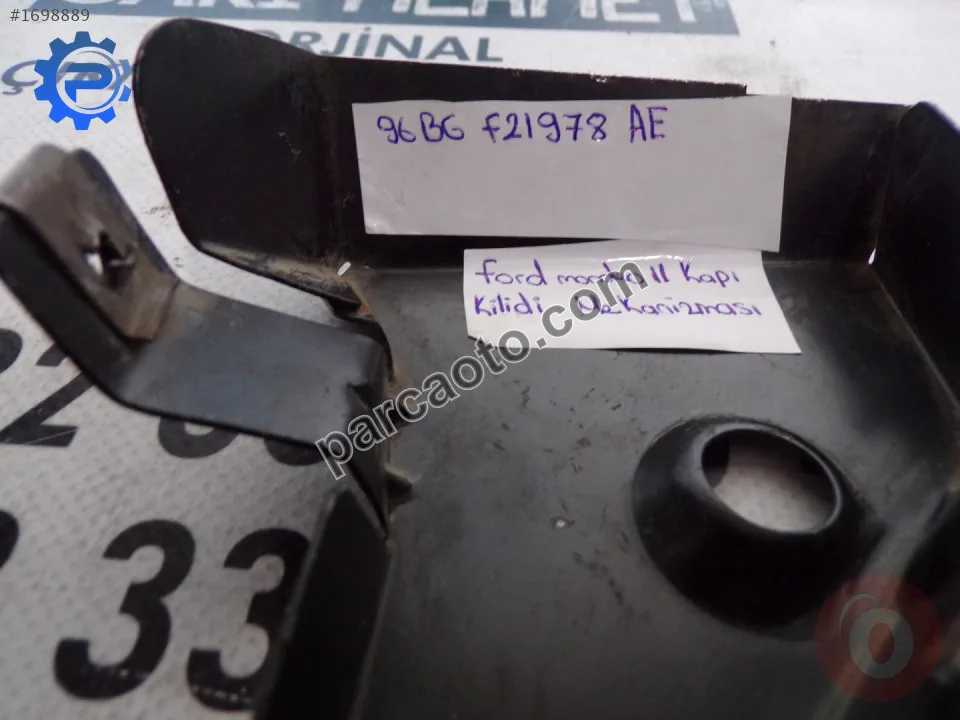 #1698889
ORJİNAL
96BG F21978 AE
ford mondeo II Kapı
Kilidi Mekanizması
parcaoto.com
33